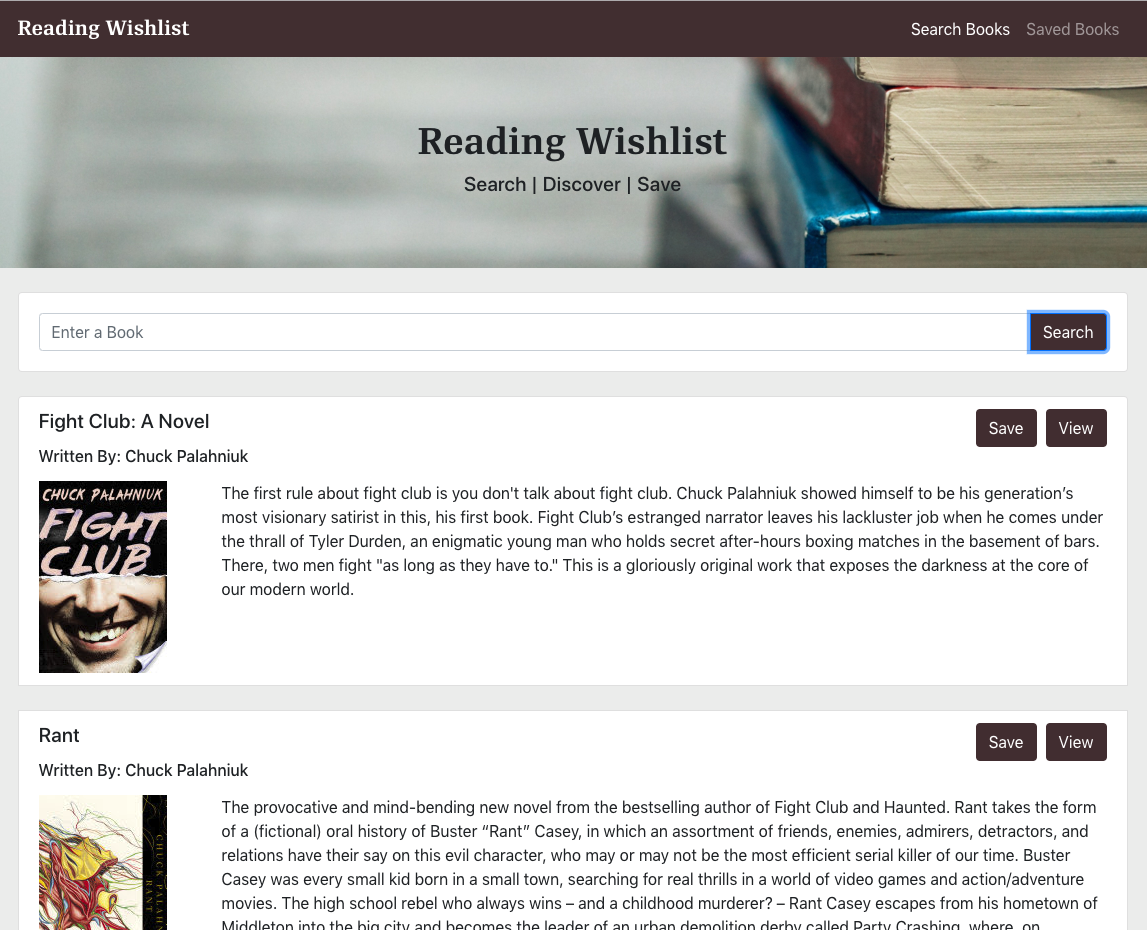 Reading Wishlist
Search Books
Saved Books
Reading Wishlist
Search | Discover | Save
Enter a Book
Search
Fight Club: A Novel
Save
View
Written By: Chuck Palahniuk
CHUCK PALAHNIUK
FIGHT
CLUB
The first rule about fight club is you don't talk about fight club. Chuck Palahniuk showed himself to be his generation’s
most visionary satirist in this, his first book. Fight Club’s estranged narrator leaves his lackluster job when he comes under
the thrall of Tyler Durden, an enigmatic young man who holds secret after-hours boxing matches in the basement of bars.
There, two men fight "as long as they have to." This is a gloriously original work that exposes the darkness at the core of
our modern world.
Rant
Save
View
Written By: Chuck Palahniuk
CHUCK
RANT
The provocative and mind-bending new novel from the bestselling author of Fight Club and Haunted. Rant takes the form
of a (fictional) oral history of Buster “Rant” Casey, in which an assortment of friends, enemies, admirers, detractors, and
relations have their say on this evil character, who may or may not be the most efficient serial killer of our time. Buster
Casey was every small kid born in a small town, searching for real thrills in a world of video games and action/adventure
movies. The high school rebel who always wins – and a childhood murderer? – Rant Casey escapes from his hometown of
Middleton into the big city and becomes the leader of an urban demolition derby called Party Crashing, where, on